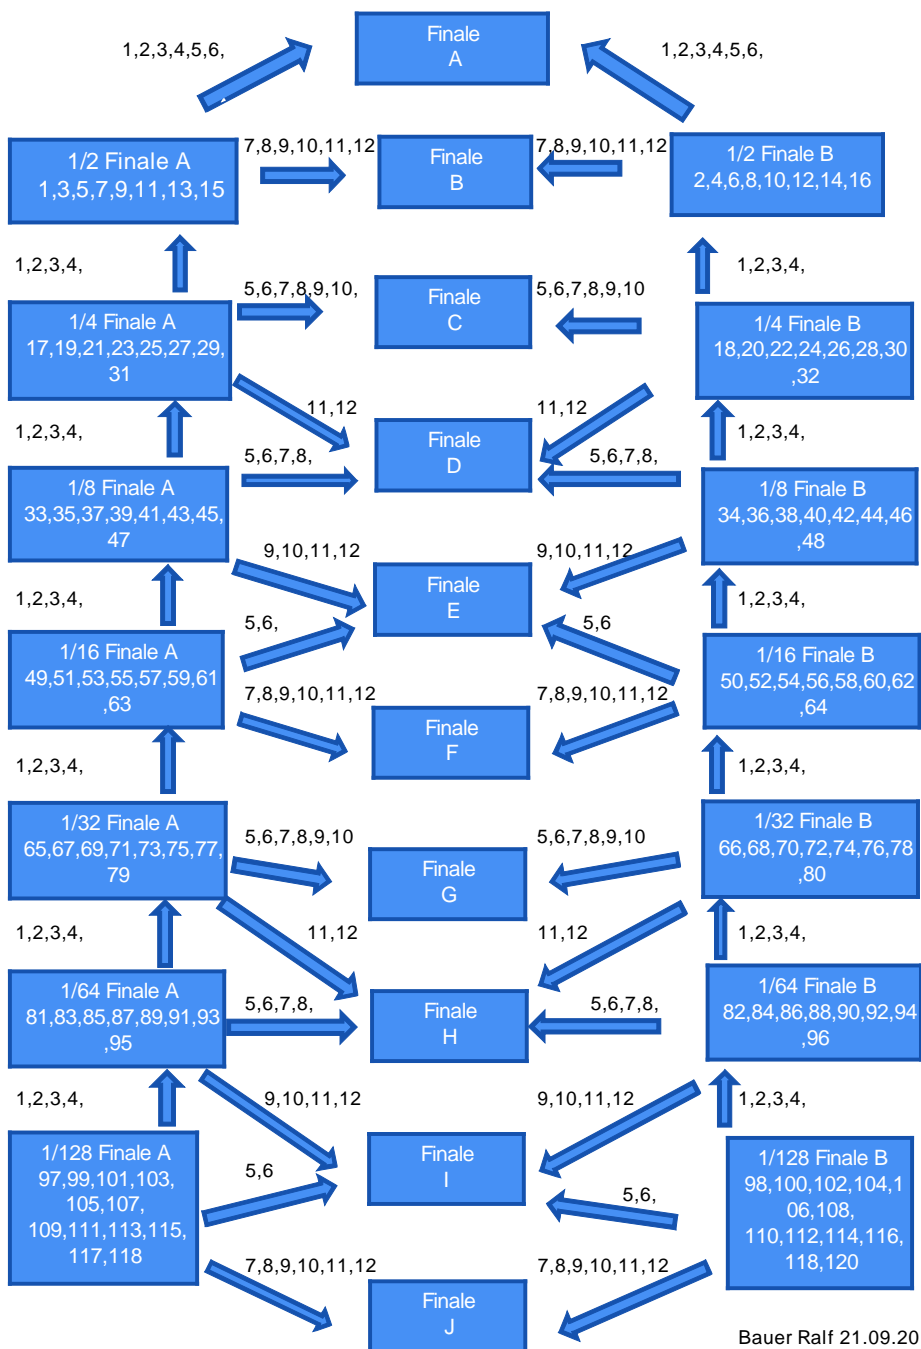 Finale
A
1,2,3,4,5,6,
1,2,3,4,5,6,
1/2 Finale A
1,3,5,7,9,11,13,15
7,8,9,10,11,12
Finale
B
7,8,9,10,11,12
1/2 Finale B
2,4,6,8,10,12,14,16
1,2,3,4,
5,6,7,8,9,10,
Finale
C
5,6,7,8,9,10
1,2,3,4,
1/4 Finale A
17,19,21,23,25,27,29,
31
1/4 Finale B
18,20,22,24,26,28,30
,32
11,12
11,12
1,2,3,4,
5,6,7,8,
Finale
D
5,6,7,8,
1,2,3,4,
1/8 Finale A
33,35,37,39,41,43,45,
47
1/8 Finale B
34,36,38,40,42,44,46
,48
9,10,11,12
9,10,11,12
1,2,3,4,
5,6,
Finale
E
5,6
1,2,3,4,
1/16 Finale A
49,51,53,55,57,59,61
,63
1/16 Finale B
50,52,54,56,58,60,62
,64
7,8,9,10,11,12
Finale
F
7,8,9,10,11,12
1,2,3,4,
1,2,3,4,
1/32 Finale A
65,67,69,71,73,75,77,
79
5,6,7,8,9,10
Finale
G
5,6,7,8,9,10
1/32 Finale B
66,68,70,72,74,76,78
,80
1,2,3,4,
11,12
11,12
1,2,3,4,
1/64 Finale A
81,83,85,87,89,91,93
,95
5,6,7,8,
Finale
H
5,6,7,8,
1/64 Finale B
82,84,86,88,90,92,94
,96
1,2,3,4,
9,10,11,12
9,10,11,12
1,2,3,4,
1/128 Finale A
97,99,101,103,
105,107,
109,111,113,115,
117,118
5,6
Finale
I
5,6,
1/128 Finale B
98,100,102,104,1
06,108,
110,112,114,116,
118,120
7,8,9,10,11,12
Finale
J
7,8,9,10,11,12
Bauer Ralf 21.09.20